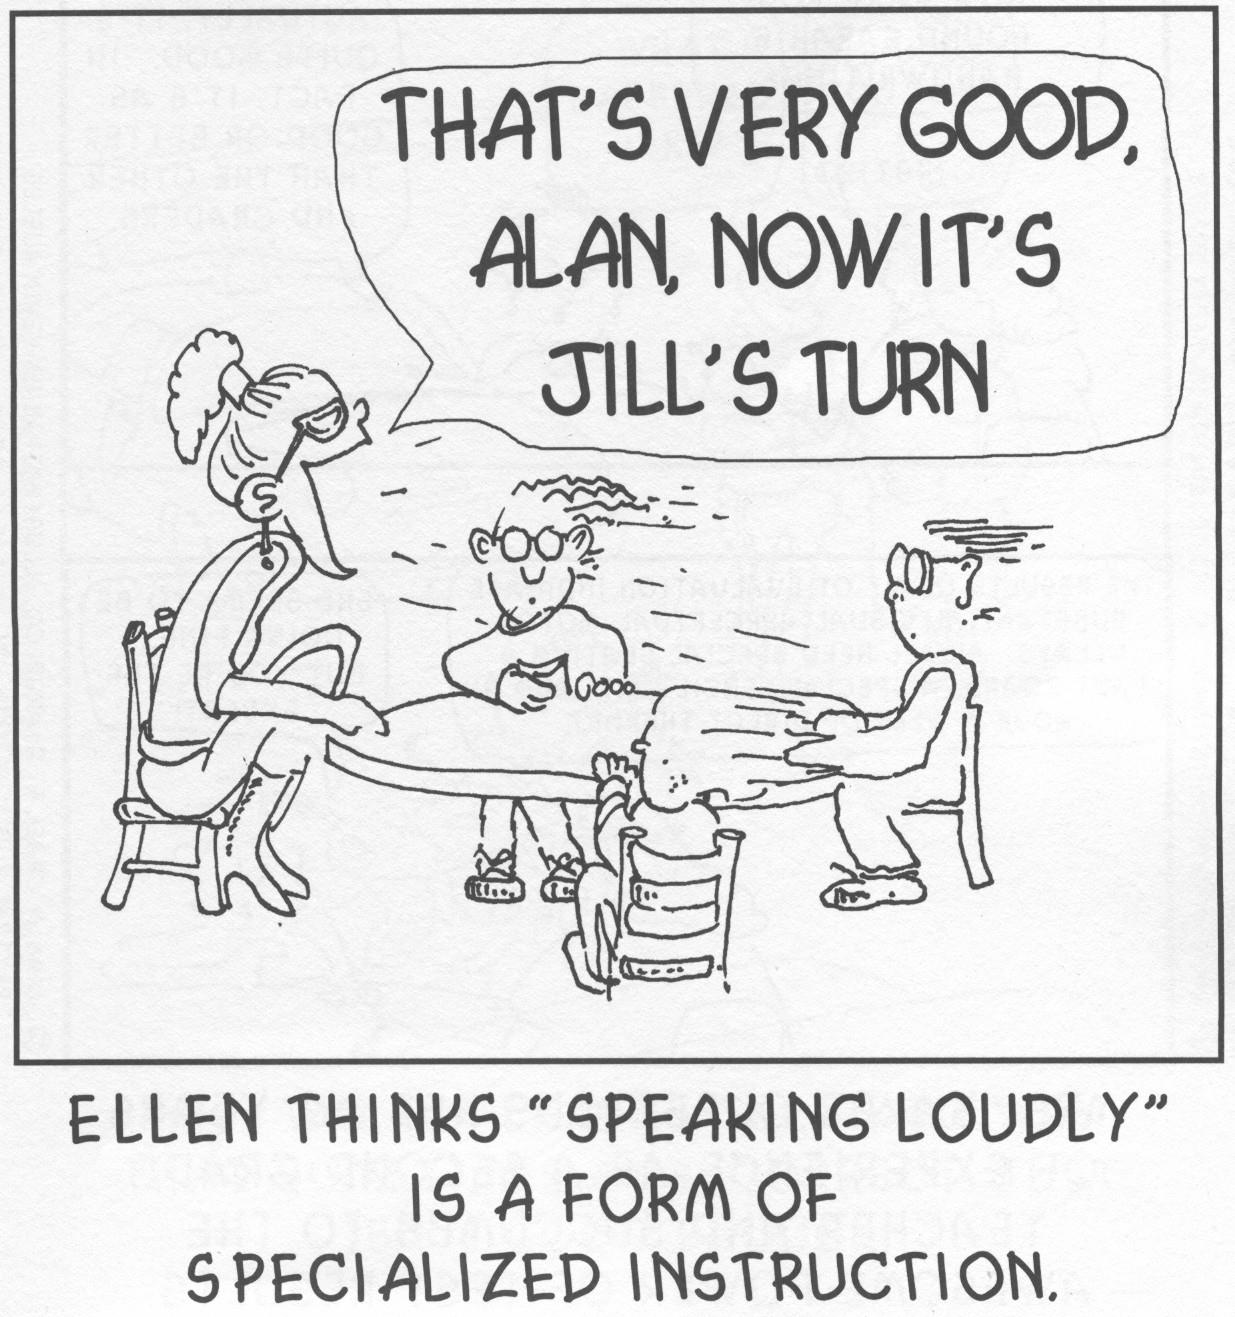 THAT'S VERY GOOD,
ALAN, NOW IT'S
JILL'S TURN
ELLEN THINKS "SPEAKING LOUDLY"
IS A FORM OF
SPECIALIZED INSTRUCTION.